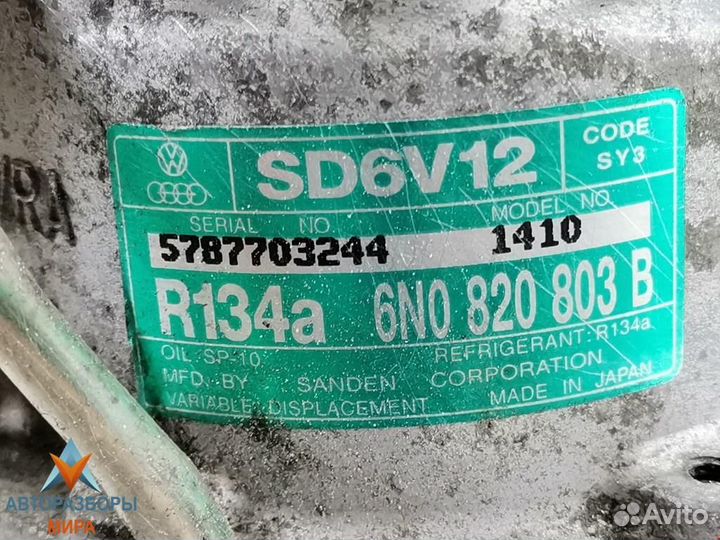 SD6V12
CODE
SY3
SERIAL NO.
MODEL NO.
5787703244
1410
R134a
6N0 820 803 B
OIL SP-10
REFRIGERANT R134a
MFD. BY SANDEN CORPORATION
VARIABLE DISPLACEMENT
MADE IN JAPAN
АВТОРАЗБОРЫ
МИРА
Avito